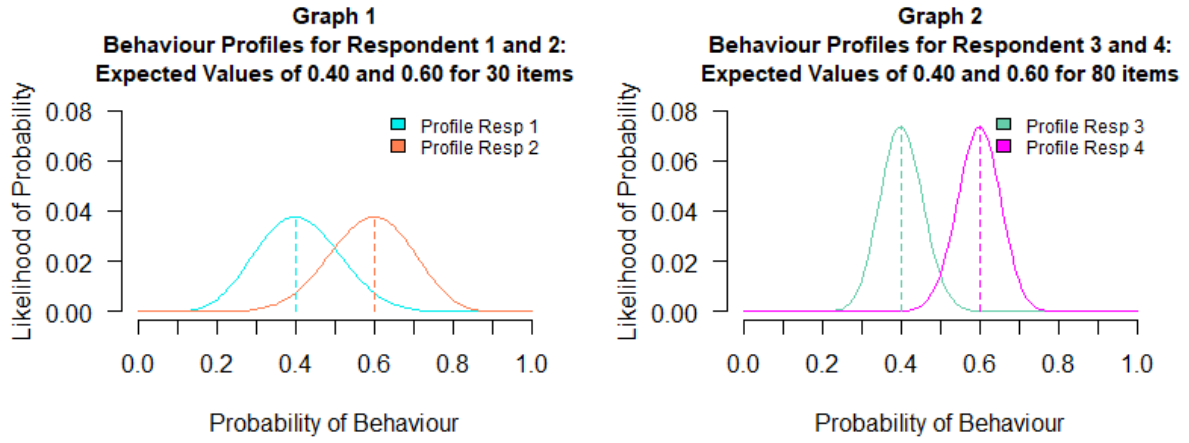 Graph 1
Behaviour Profiles for Respondent 1 and 2:
Expected Values of 0.40 and 0.60 for 30 items
Likelihood of Probability
0.08
0.06
0.04
0.02
0.00
Profile Resp 1
Profile Resp 2
0.0 0.2 0.4 0.6 0.8 1.0
Probability of Behaviour
Graph 2
Behaviour Profiles for Respondent 3 and 4:
Expected Values of 0.40 and 0.60 for 80 items
Likelihood of Probability
0.08
0.06
0.04
0.02
0.00
Profile Resp 3
Profile Resp 4
0.0 0.2 0.4 0.6 0.8 1.0
Probability of Behaviour